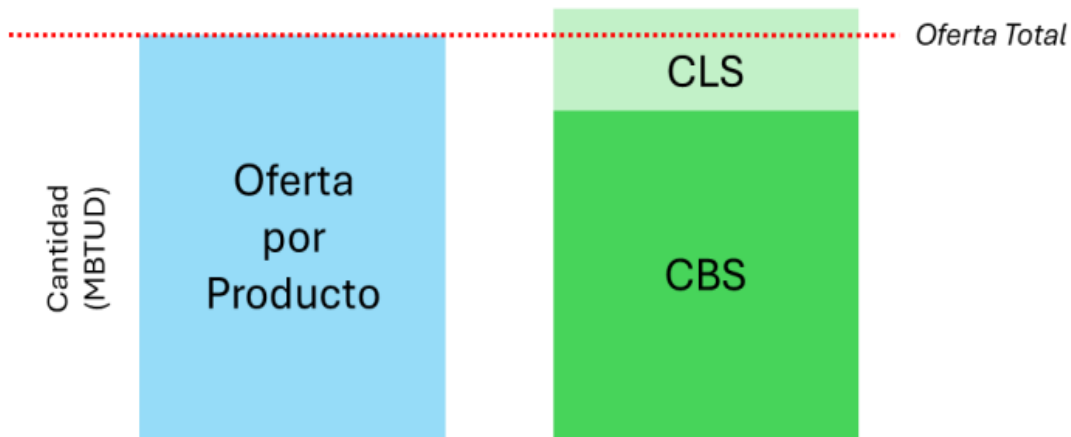 Oferta Total
CLS
Oferta
por
Producto
CBS
Cantidad
(MBTUD)